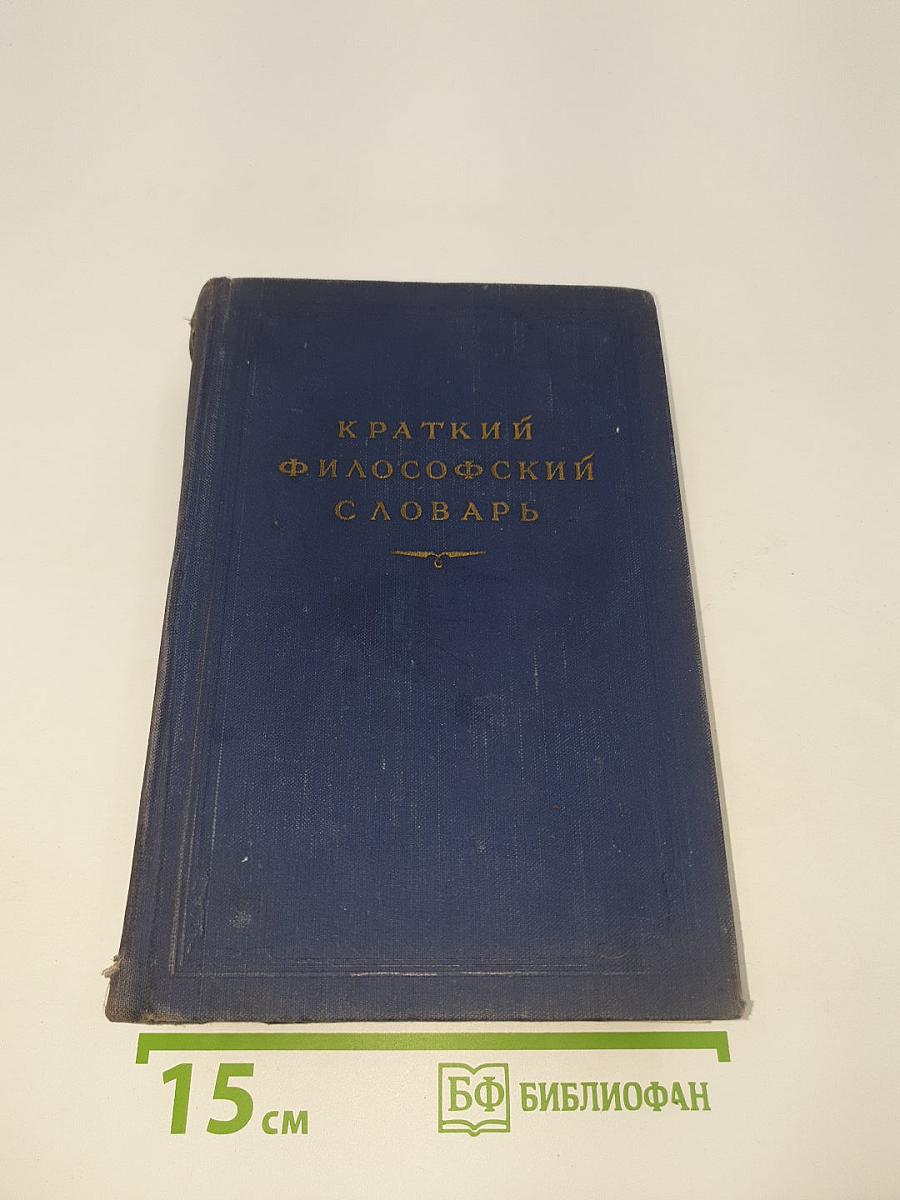 КРАТКИЙ
ФИЛОСОФСКИЙ
СЛОВАРЬ
15 см
БФ БИБЛИОФАН